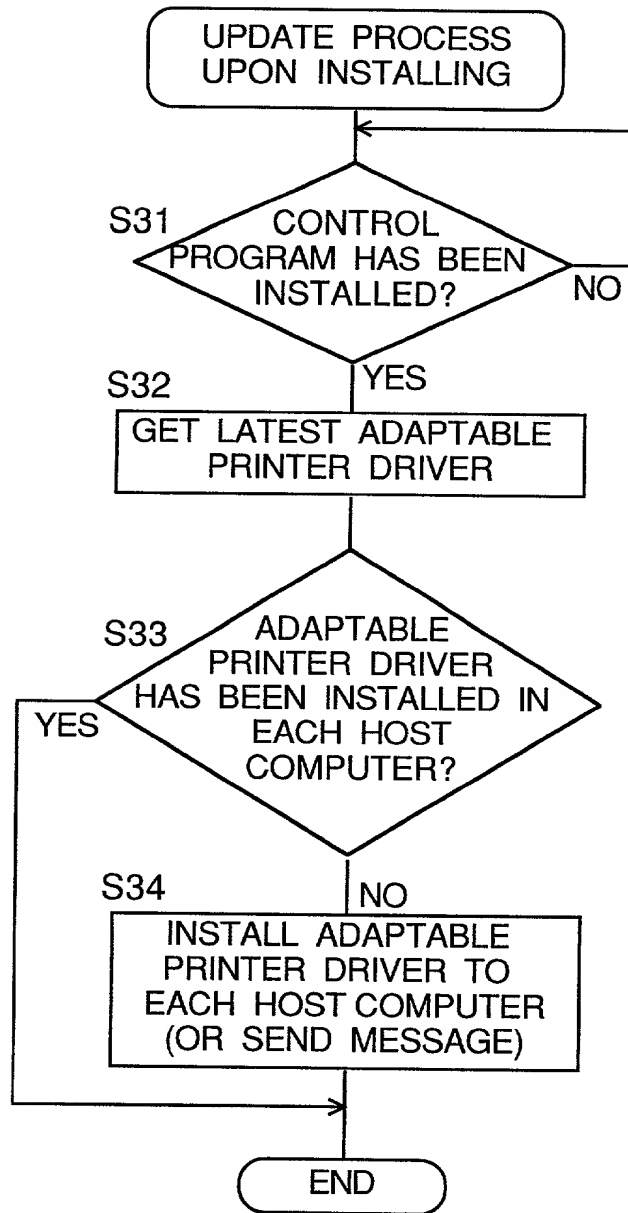 UPDATE PROCESS
UPON INSTALLING
S31
CONTROL
PROGRAM HAS BEEN
INSTALLED?
NO
YES
S32
GET LATEST ADAPTABLE
PRINTER DRIVER
S33
ADAPTABLE
PRINTER DRIVER
HAS BEEN INSTALLED IN
EACH HOST
COMPUTER?
YES
NO
S34
INSTALL ADAPTABLE
PRINTER DRIVER TO
EACH HOST COMPUTER
(OR SEND MESSAGE)
END